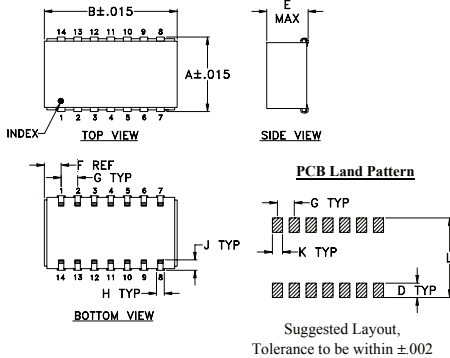 B±.015
E
MAX
14 13 12 11 10 9 8
A±.015
INDEX
1 2 3 4 5 6 7
TOP VIEW
SIDE VIEW
F REF
G TYP
1 2 3 4 5 6 7
J TYP
14 13 12 11 10 9 8
H TYP
BOTTOM VIEW
PCB Land Pattern
G TYP
K TYP
L
D TYP
Suggested Layout,
Tolerance to be within ±.002